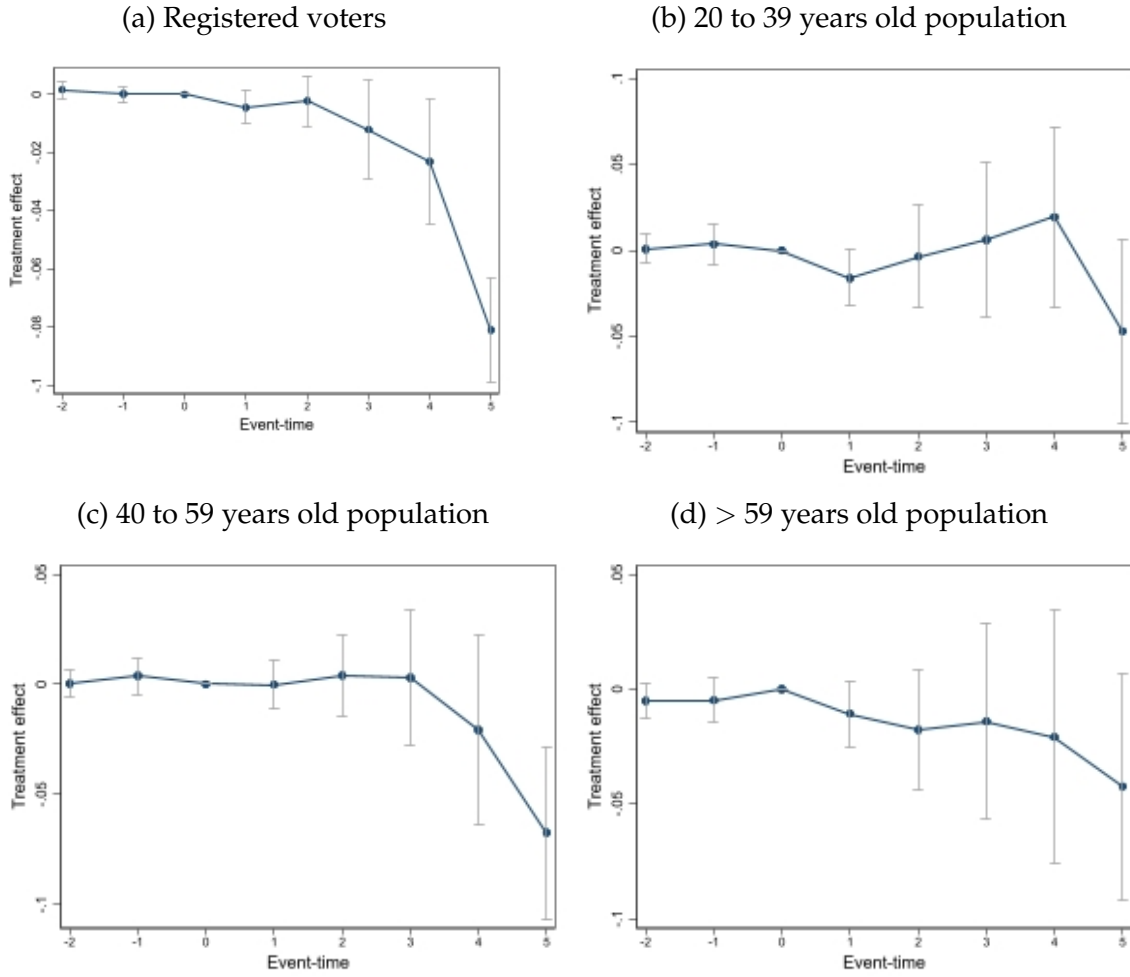 (a) Registered voters
0
-.02
-.04
-.06
-.08
-.1
Treatment effect
-2 -1 0 1 2 3 4 5
Event-time
(b) 20 to 39 years old population
.1
.05
0
-.05
-.1
Treatment effect
-2 -1 0 1 2 3 4 5
Event-time
(c) 40 to 59 years old population
.05
0
-.05
-.1
Treatment effect
-2 -1 0 1 2 3 4 5
Event-time
(d) > 59 years old population
.05
0
-.05
-.1
Treatment effect
-2 -1 0 1 2 3 4 5
Event-time